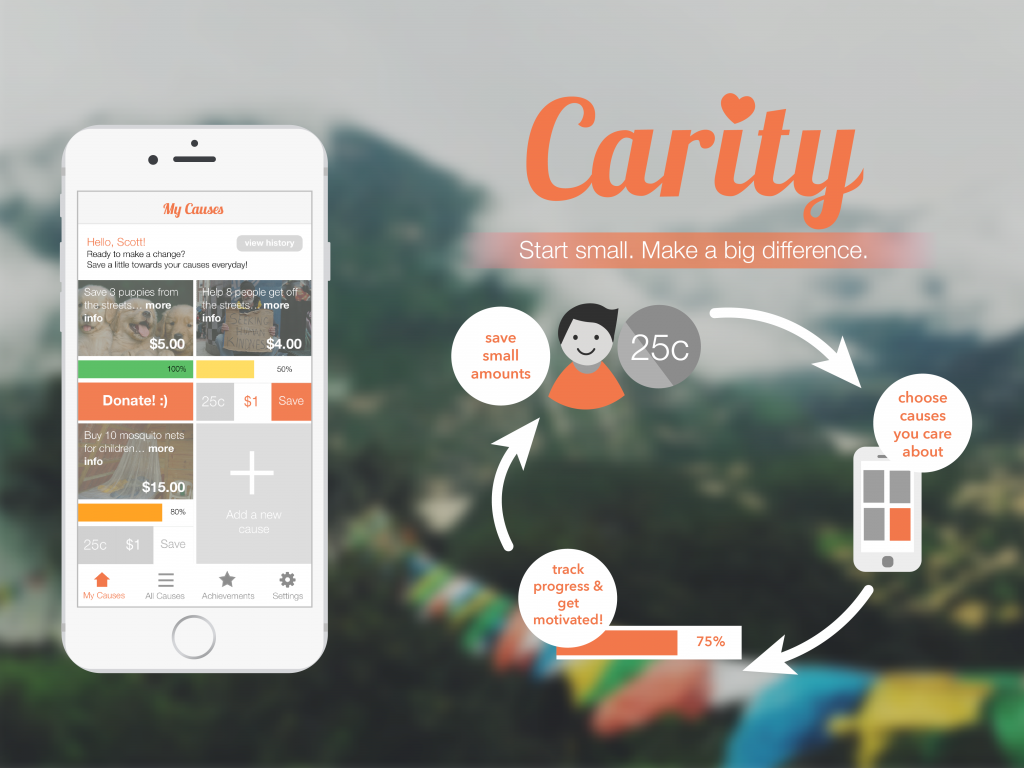 Carity
Start small. Make a big difference.
My Causes
Hello, Scott!
view history
Ready to make a change?
Save a little towards your causes everyday!
Save 3 puppies from
the streets... more
info
$5.00
Help 8 people get off
the streets... more
info
$4.00
100%
50%
Donate! :)
25c
$1
Save
Buy 10 mosquito nets
for children... more
info
$15.00
80%
25c
$1
Save
Add a new
cause
My Causes
All Causes
Achievements
Settings
save
small
amounts
25c
choose
causes
you care
about
track
progress &
get
motivated!
75%